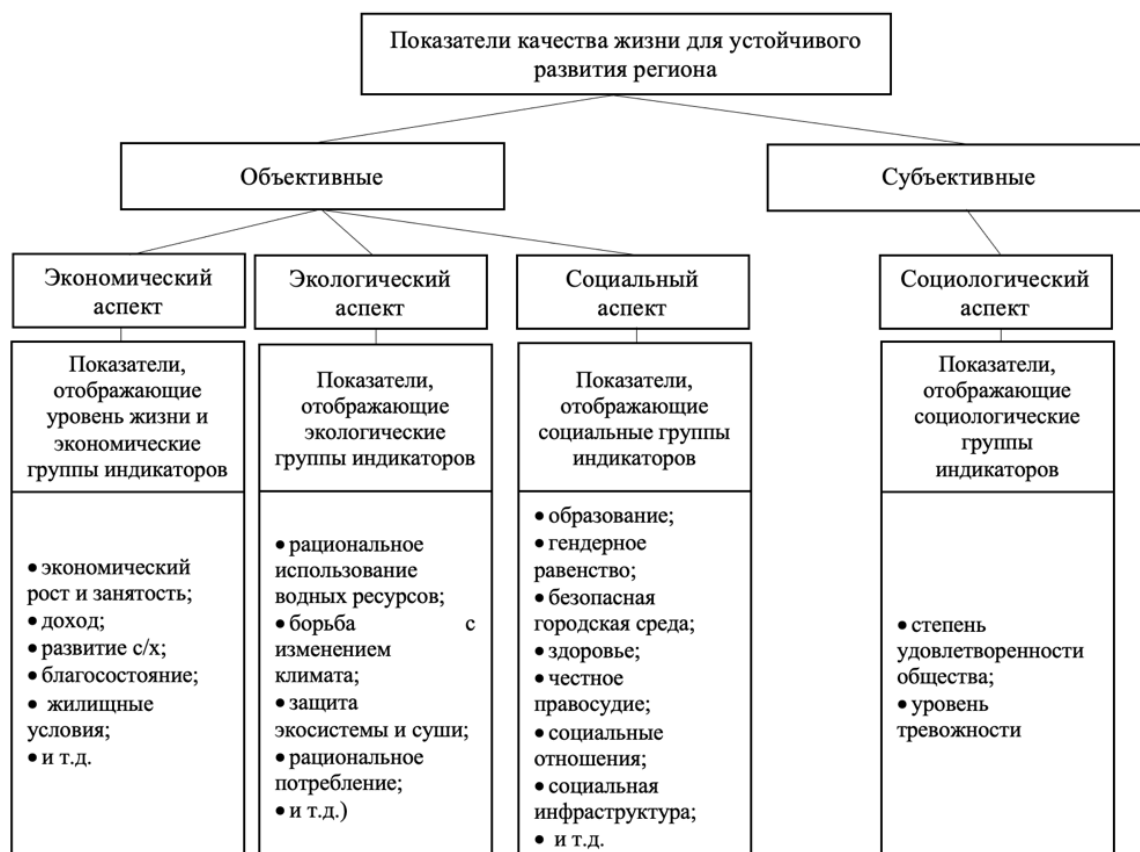 Показатели качества жизни для устойчивого
развития региона
Объективные
Субъективные
Экономический
аспект
Экологический
аспект
Социальный
аспект
Социологический
аспект
Показатели,
отображающие
уровень жизни и
экономические
группы индикаторов
Показатели,
отображающие
экологические
группы индикаторов
Показатели,
отображающие
социальные группы
индикаторов
Показатели,
отображающие
социологические
группы
индикаторов
• экономический
рост и занятость;
• доход;
• развитие с/х;
• благосостояние;
• жилищные
условия;
• и т.д.
• рациональное
использование
водных ресурсов;
• борьба с
изменением
климата;
• защита
экосистемы и суши;
• рациональное
потребление;
• и т.д.)
• образование;
• гендерное
равенство;
• безопасная
городская среда;
• здоровье;
• честное
правосудие;
• социальные
отношения;
• социальная
инфраструктура;
• и т.д.
• степень
удовлетворенности
общества;
• уровень
тревожности